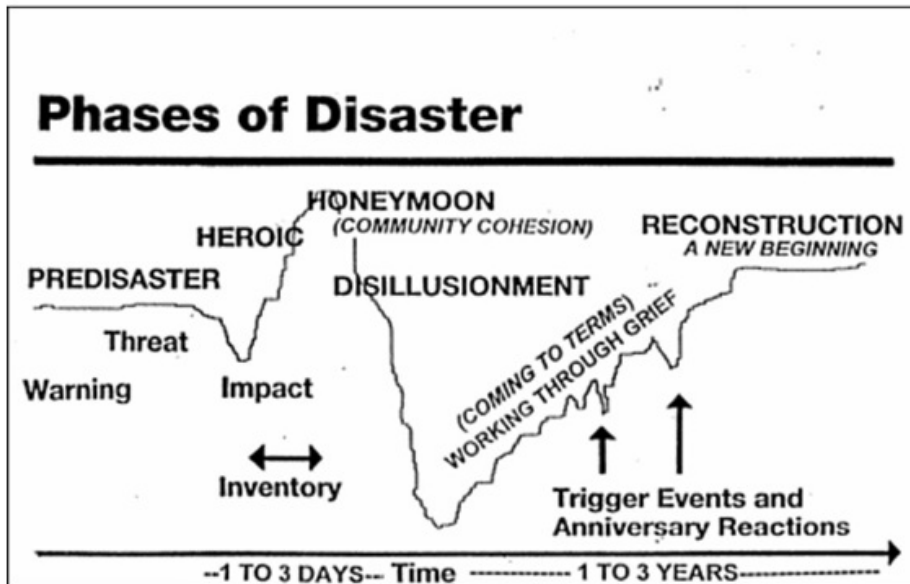 Phases of Disaster
HONEYMOON
(COMMUNITY COHESION)
HEROIC
RECONSTRUCTION
A NEW BEGINNING
PREDISASTER
DISILLUSIONMENT
Threat
Warning
Impact
(COMING TO TERMS)
WORKING THROUGH GRIEF
Inventory
Trigger Events and
Anniversary Reactions
--1 TO 3 DAYS-- Time ------------ 1 TO 3 YEARS---------------